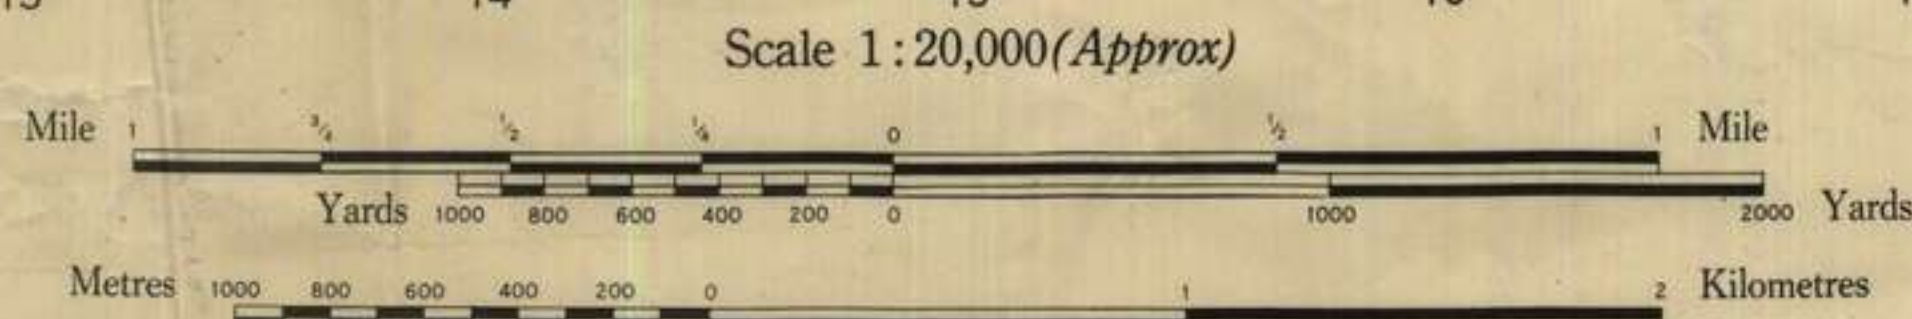 Scale 1:20,000 (Approx)
Mile 1 3/4 1/2 1/4 0 1/2 1 Mile
Yards 1000 800 600 400 200 0 1000 2000 Yards
Metres 1000 800 600 400 200 0 1 2 Kilometres